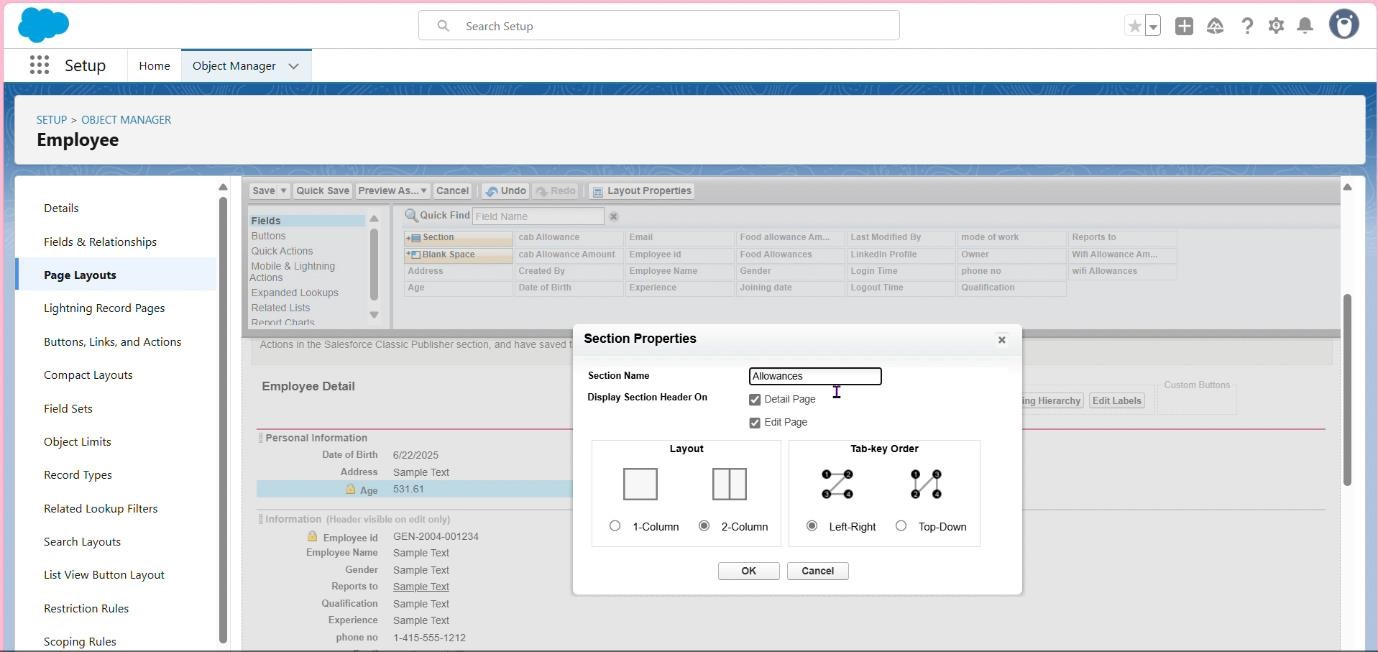 Search Setup
Setup
Home
Object Manager
SETUP > OBJECT MANAGER
Employee
Details
Fields & Relationships
Page Layouts
Lightning Record Pages
Buttons, Links, and Actions
Compact Layouts
Field Sets
Object Limits
Record Types
Related Lookup Filters
Search Layouts
List View Button Layout
Restriction Rules
Scoping Rules
Save
Quick Save
Preview As...
Cancel
Undo
Redo
Layout Properties
Fields
Buttons
Quick Actions
Mobile & Lightning
Actions
Expanded Lookups
Related Lists
Report Charts
Quick Find
Field Name
Section
cab Allowance
Email
Food allowance Am...
Last Modified By
mode of work
Reports to
Blank Space
cab Allowance Amount
Employee id
Food Allowances
LinkedIn Profile
Owner
Wifi Allowance Am...
Address
Created By
Employee Name
Gender
Login Time
phone no
wifi Allowances
Age
Date of Birth
Experience
Joining date
Logout Time
Qualification
Actions in the Salesforce Classic Publisher section, and have saved t
Employee Detail
ng Hierarchy
Edit Labels
Custom Buttons
Personal Information
Date of Birth 6/22/2025
Address Sample Text
Age 531.61
Information (Header visible on edit only)
Employee id GEN-2004-001234
Employee Name Sample Text
Gender Sample Text
Reports to Sample Text
Qualification Sample Text
Experience Sample Text
phone no 1-415-555-1212
Section Properties
Section Name Allowances
Display Section Header On Detail Page
Edit Page
Layout
1-Column
2-Column
Tab-key Order
1 2
3 4
1 3
2 4
Left-Right
Top-Down
OK
Cancel